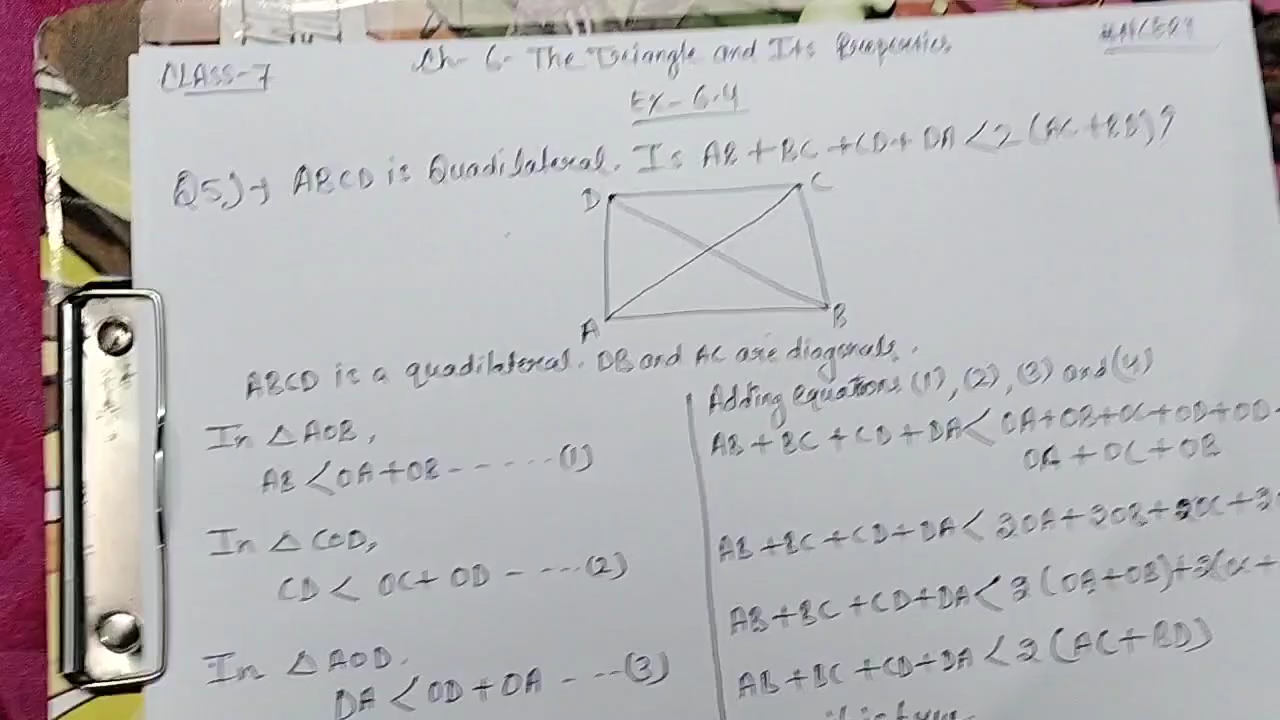 CLASS-7
Ch- 6- The Triangle and Its Properties
EX- 6.4
Q5)→ ABCD is Quadilateral. Is AB+BC+CD+DA<2(AC+BD)?
D
C
A
B
ABCD is a quadilateral. DB and AC are diagonals.
In △AOB,
AB<OA+OB------(1)
In △COD,
CD< OC+OD- ----(2)
In △AOD.
DA<OD+OA - --(3)
Adding equations (1), (2), (3) and (4)
AB+BC+CD+DA< OA+OB+OC+OD+OD+
OA+OC+OB
AB+BC+CD+DA< 2OA+2OB+2OC+2
AB+BC+CD+DA<2(OA+OB)+2(OC+
AB+BC+CD+DA<2(AC+BD)